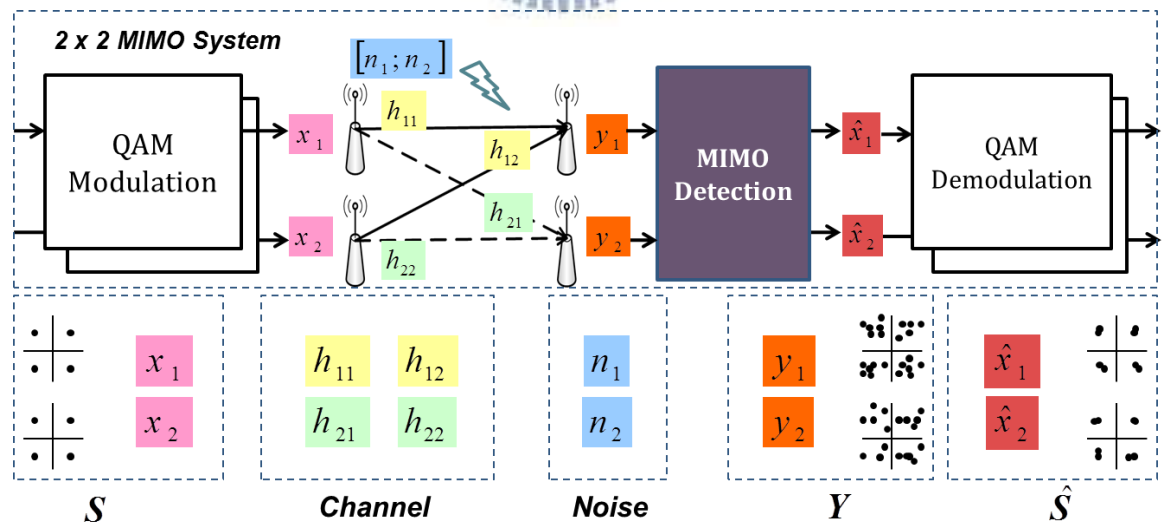 2 x 2 MIMO System
[n₁; n₂]
QAM
Modulation
x₁
x₂
h₁₁
h₁₂
h₂₁
h₂₂
y₁
y₂
MIMO
Detection
x̂₁
x̂₂
QAM
Demodulation
x₁
x₂
h₁₁ h₁₂
h₂₁ h₂₂
n₁
n₂
y₁
y₂
x̂₁
x̂₂
S
Channel
Noise
Y
Ŝ